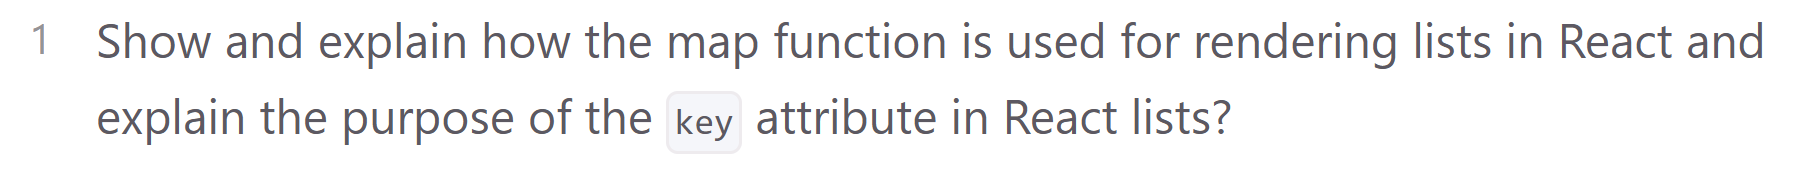 1 Show and explain how the map function is used for rendering lists in React and
explain the purpose of the key attribute in React lists?